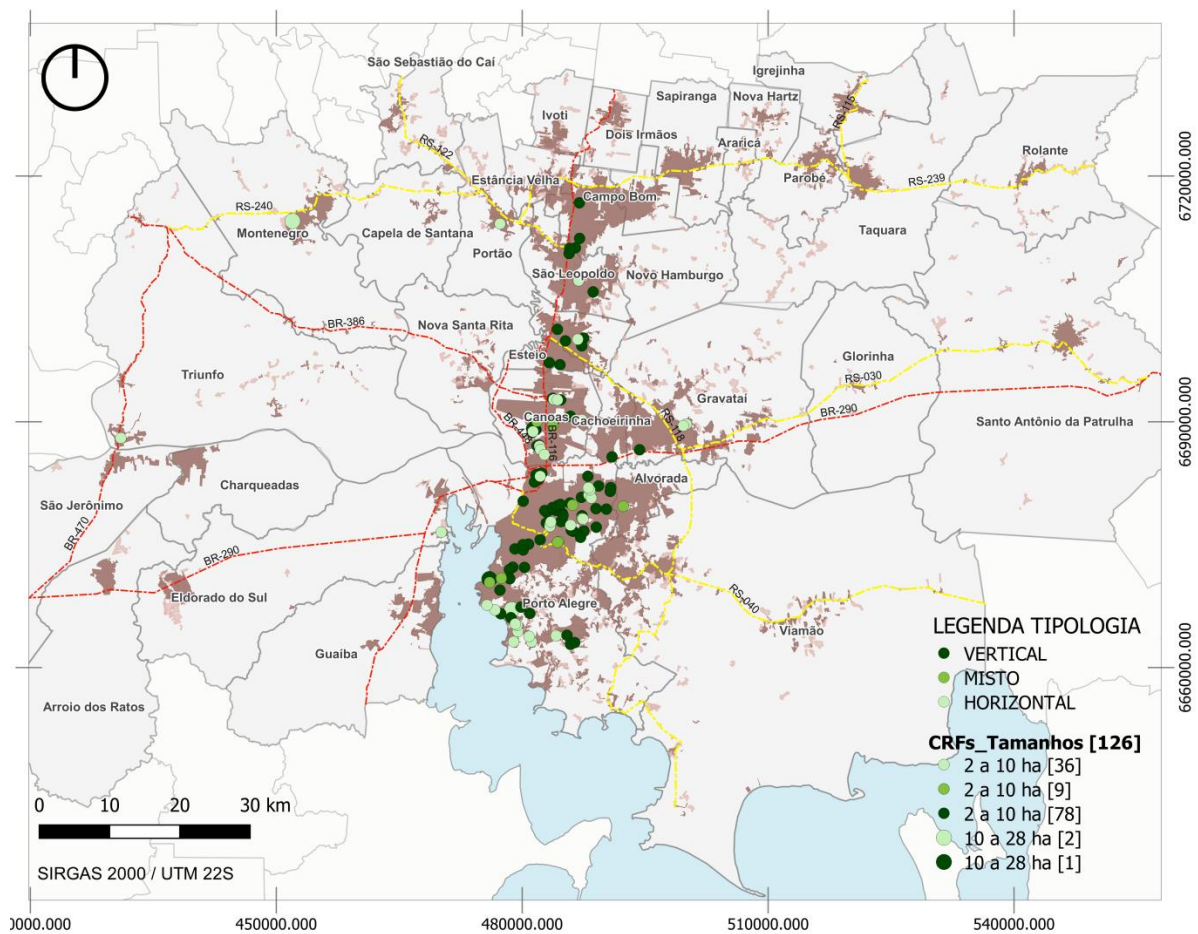 São Sebastião do Caí
Igrejinha
Sapiranga
Nova Hartz
RS-115
Ivoti
Dois Irmãos
RS-122
Araricá
Rolante
Estância Velha
Parobé
RS-239
Campo Bom
RS-240
Montenegro
Capela de Santana
Taquara
Portão
São Leopoldo
Novo Hamburgo
BR-386
Nova Santa Rita
Esteio
Glorinha
Triunfo
RS-030
Gravataí
BR-290
Canoas
Cachoeirinha
RS-118
Santo Antônio da Patrulha
BR-448
BR-116
Alvorada
Charqueadas
São Jerônimo
BR-470
BR-290
Eldorado do Sul
Porto Alegre
RS-040
Viamão
Guaíba
Arroio dos Ratos
LEGENDA TIPOLOGIA
VERTICAL
MISTO
HORIZONTAL
CRFs_Tamanhos [126]
2 a 10 ha [36]
2 a 10 ha [9]
2 a 10 ha [78]
10 a 28 ha [2]
10 a 28 ha [1]
0 10 20 30 km
SIRGAS 2000 / UTM 22S
6720000.000
6690000.000
6660000.000
0000.000 450000.000 480000.000 510000.000 540000.000